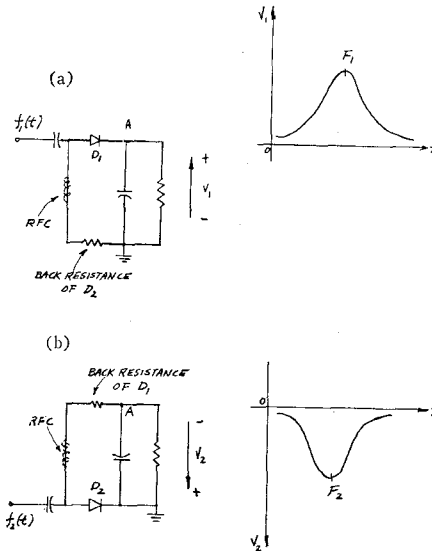 (a)
f₁(t)
D₁
A
+
V₁
-
RFC
BACK RESISTANCE
OF D₂
V₁
F₁
0
(b)
BACK RESISTANCE
OF D₁
A
RFC
-
V₂
+
D₂
f₂(t)
0
F₂
V₂